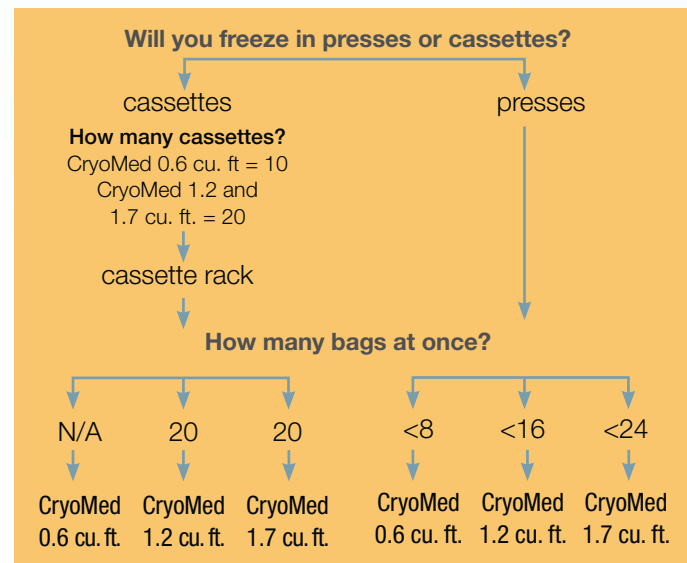 Will you freeze in presses or cassettes?
cassettes
presses
How many cassettes?
CryoMed 0.6 cu. ft = 10
CryoMed 1.2 and
1.7 cu. ft. = 20
cassette rack
How many bags at once?
N/A
20
20
<8
<16
<24
CryoMed
0.6 cu. ft.
CryoMed
1.2 cu. ft.
CryoMed
1.7 cu. ft.
CryoMed
0.6 cu. ft.
CryoMed
1.2 cu. ft.
CryoMed
1.7 cu. ft.